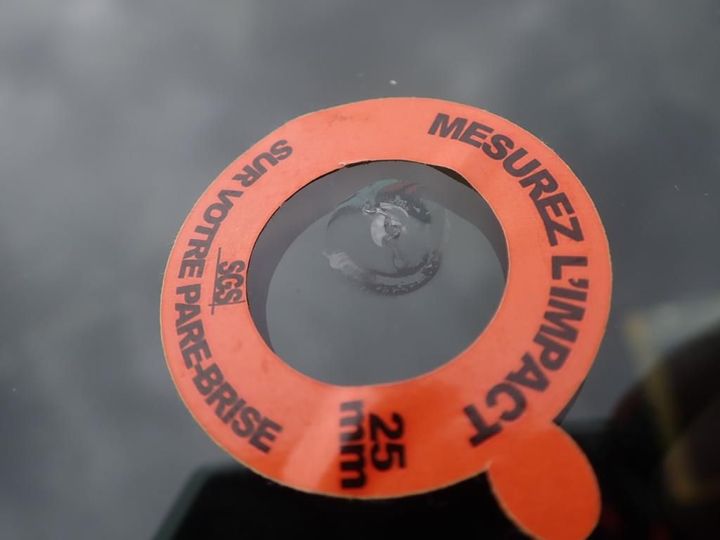 MESUREZ L'IMPACT
SUR VOTRE PARE-BRISE
SGS
25
mm